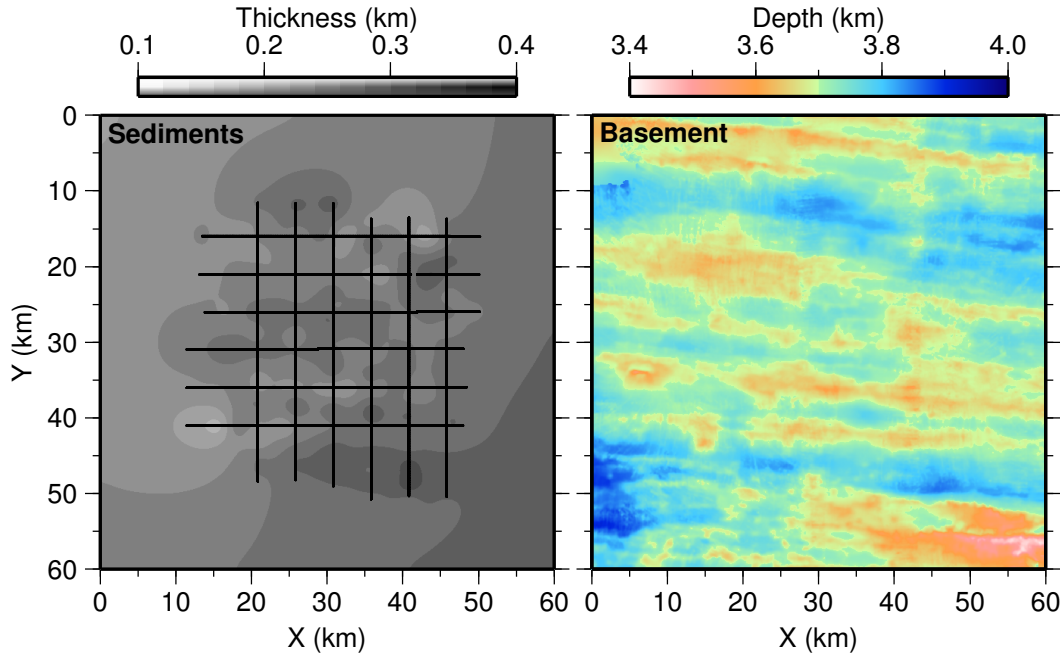 Thickness (km)
0.1 0.2 0.3 0.4
Depth (km)
3.4 3.6 3.8 4.0
Sediments
Basement
Y (km)
0
10
20
30
40
50
60
0 10 20 30 40 50 60
X (km)
0 10 20 30 40 50 60
X (km)